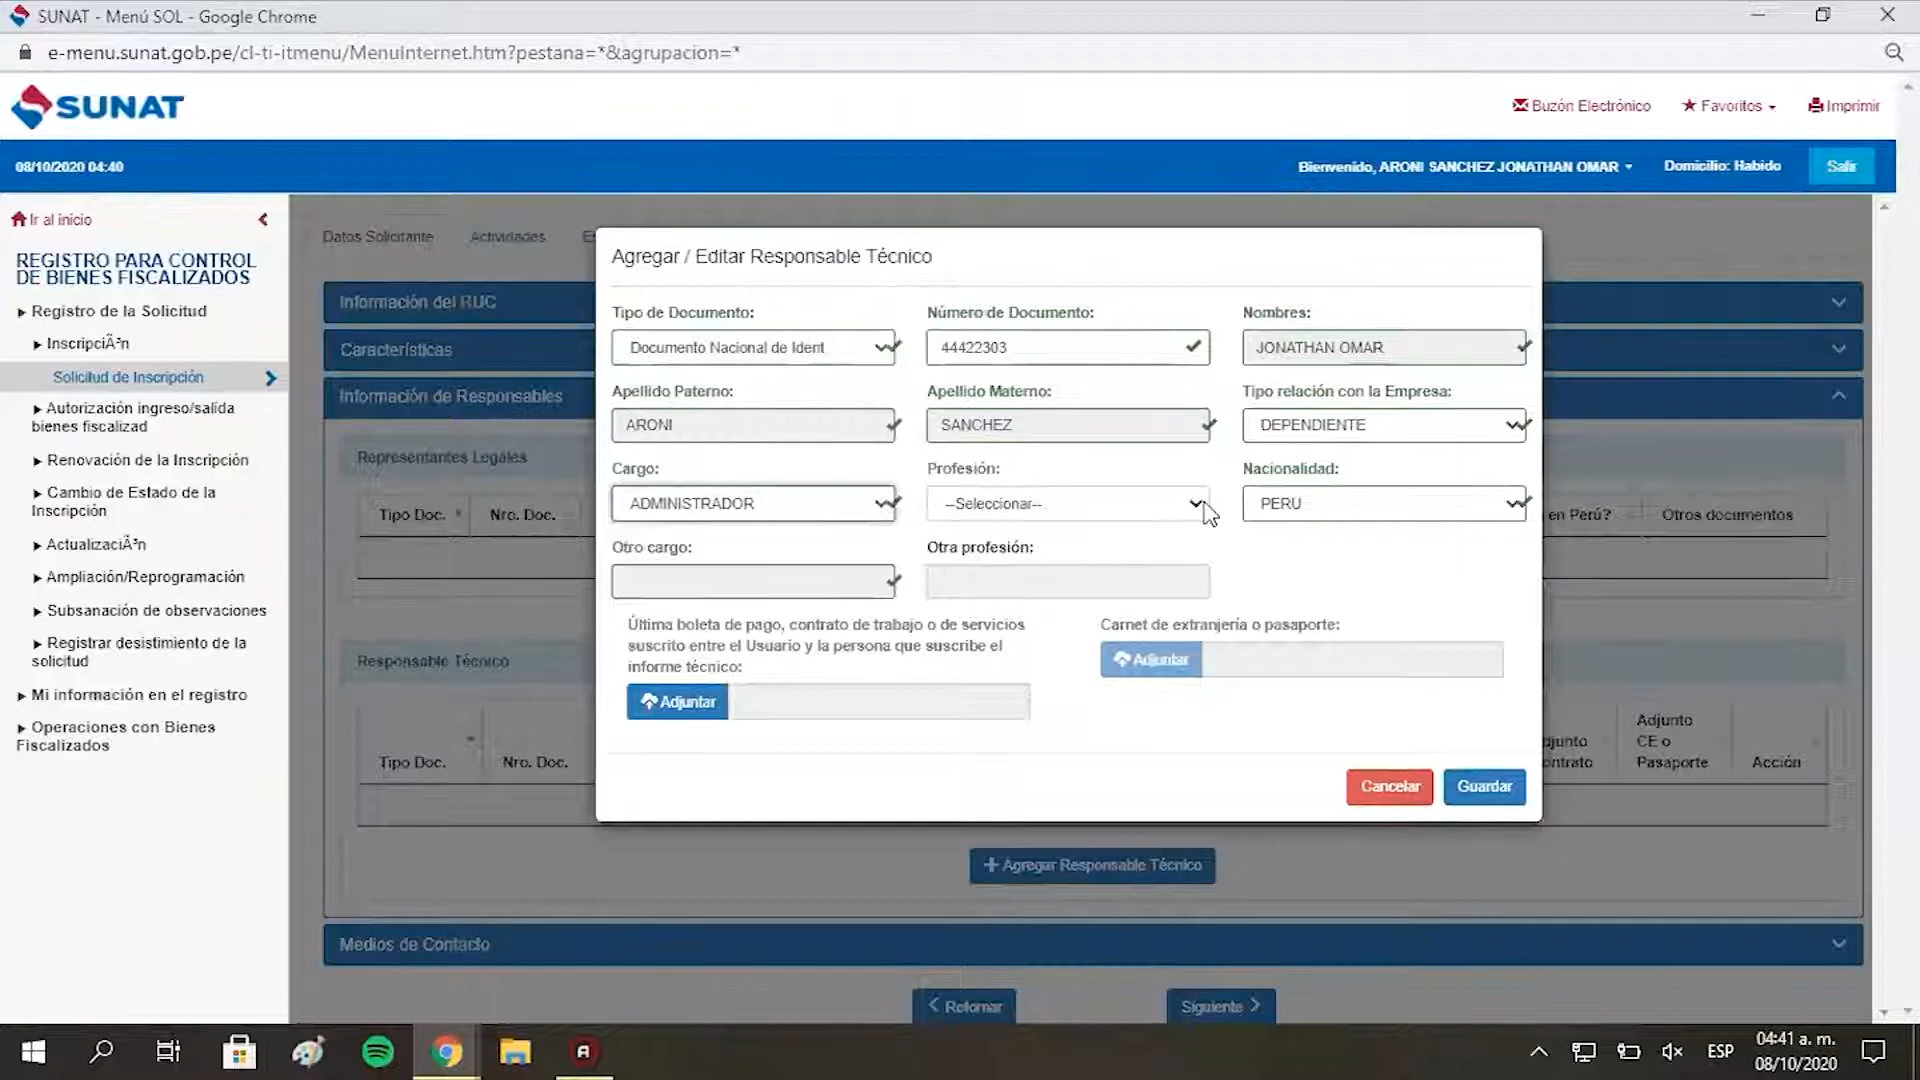 SUNAT - Menú SOL - Google Chrome
e-menu.sunat.gob.pe/cl-ti-itmenu/MenuInternet.htm?pestana=*&agrupacion=*
SUNAT
Buzón Electrónico
Favoritos
Imprimir
08/10/2020 04:40
Bienvenido, ARONI SANCHEZ JONATHAN OMAR
Domicilio: Habido
Salir
Ir al inicio
REGISTRO PARA CONTROL
DE BIENES FISCALIZADOS
Registro de la Solicitud
InscripciÃ³n
Solicitud de Inscripción
Autorización ingreso/salida
bienes fiscalizad
Renovación de la Inscripción
Cambio de Estado de la
Inscripción
ActualizaciÃ³n
Ampliación/Reprogramación
Subsanación de observaciones
Registrar desistimiento de la
solicitud
Mi información en el registro
Operaciones con Bienes
Fiscalizados
Datos Solicitante
Actividades
Información del RUC
Características
Información de Responsables
Representantes Legales
Tipo Doc.
Nro. Doc.
en Perú?
Otros documentos
Responsable Técnico
Tipo Doc.
Nro. Doc.
Adjunto
CE o
Pasaporte
Acción
Agregar / Editar Responsable Técnico
Tipo de Documento:
Número de Documento:
Nombres:
Documento Nacional de Ident
44422303
JONATHAN OMAR
Apellido Paterno:
Apellido Materno:
Tipo relación con la Empresa:
ARONI
SANCHEZ
DEPENDIENTE
Cargo:
Profesión:
Nacionalidad:
ADMINISTRADOR
--Seleccionar--
PERU
Otro cargo:
Otra profesión:
Última boleta de pago, contrato de trabajo o de servicios
suscrito entre el Usuario y la persona que suscribe el
informe técnico:
Adjuntar
Carnet de extranjería o pasaporte:
Adjuntar
Cancelar
Guardar
Agregar Responsable Técnico
Medios de Contacto
Retornar
Siguiente
ESP
04:41 a. m.
08/10/2020